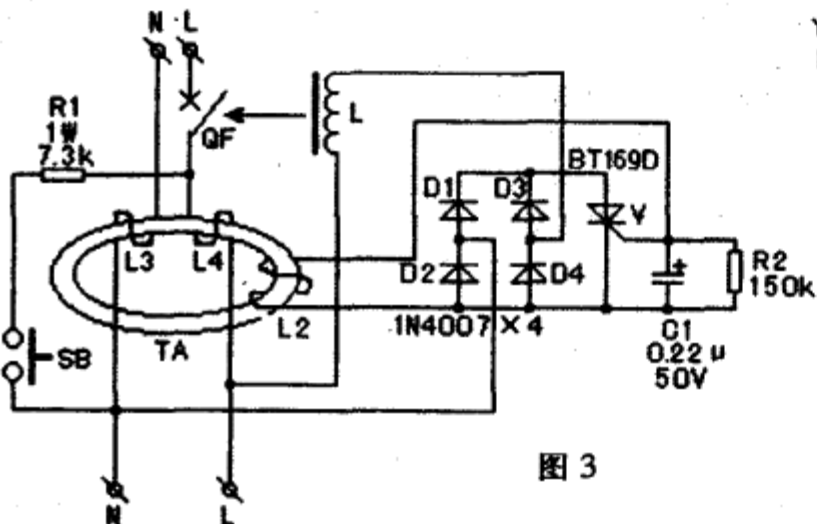 N L
R1
1W
7.3k
QF
L
BT169D
D1
D3
V
L3
L4
D2
D4
R2
150k
L2
1N4007×4
TA
C1
0.22μ
50V
SB
图 3
N
L
+